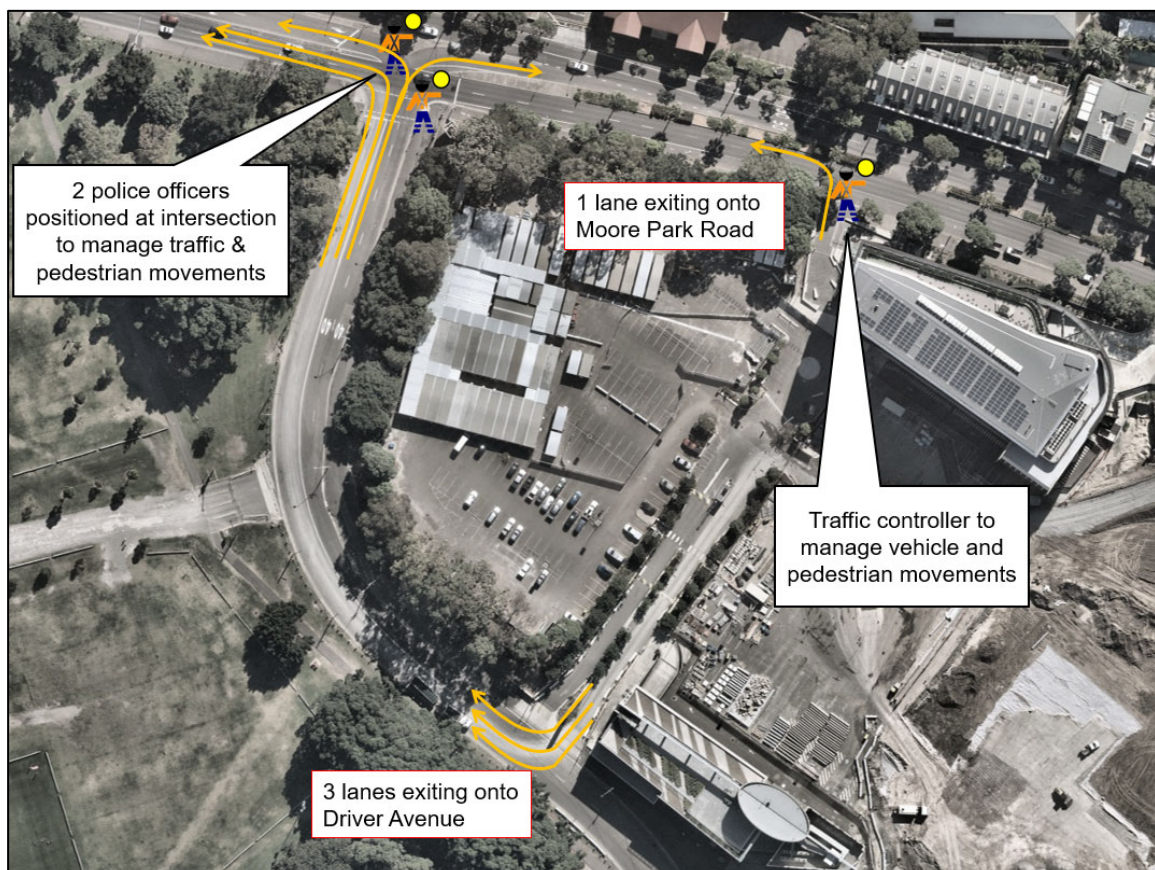 2 police officers
positioned at intersection
to manage traffic &
pedestrian movements
1 lane exiting onto
Moore Park Road
Traffic controller to
manage vehicle and
pedestrian movements
3 lanes exiting onto
Driver Avenue